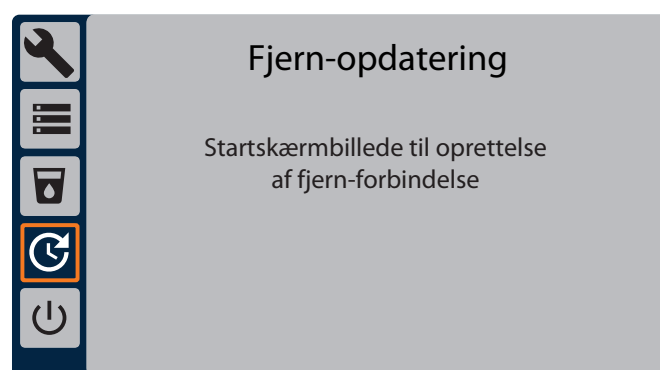 Fjern-opdatering
Startskærmbillede til oprettelse
af fjern-forbindelse